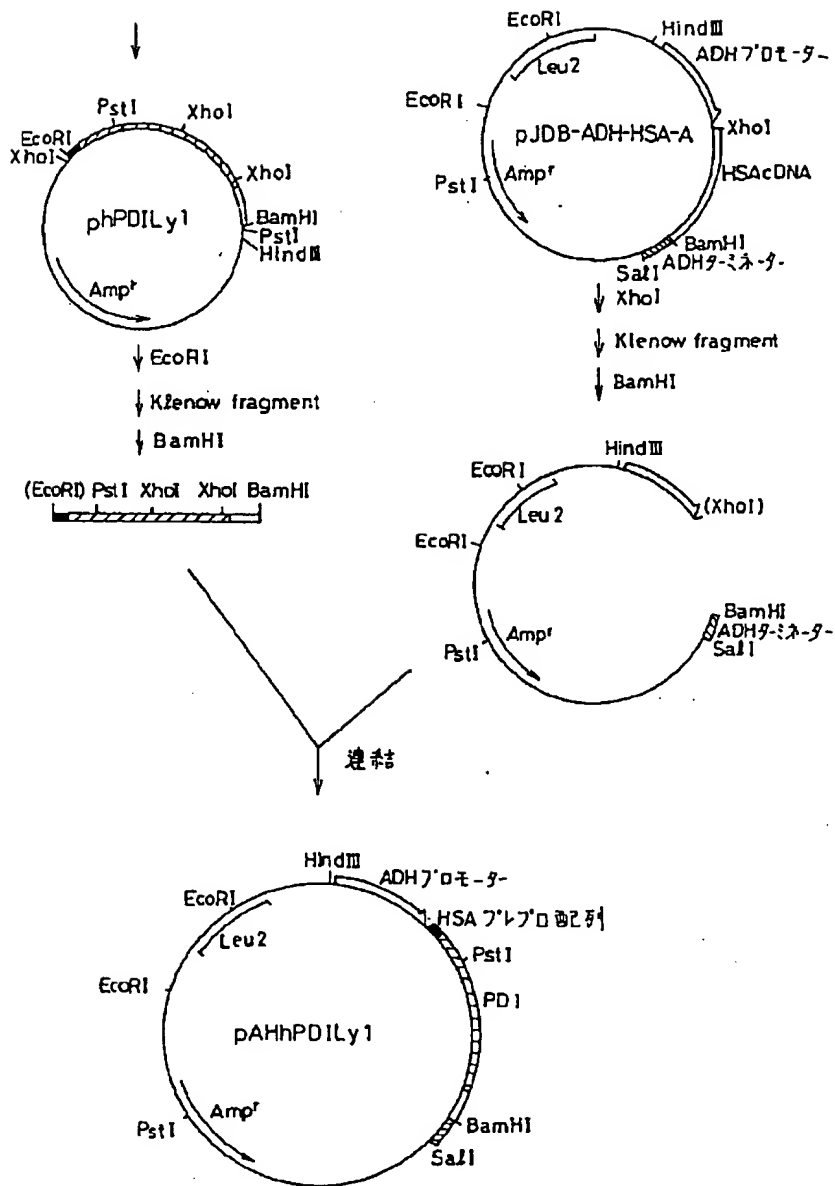 PstI
XhoI
EcoRI
XhoI
XhoI
phPDILy1
BamHI
PstI
HindⅢ
Ampʳ
EcoRI
Klenow fragment
BamHI
(EcoRI) PstI XhoI XhoI BamHI
EcoRI
HindⅢ
ADHプロモーター
Leu2
EcoRI
pJDB-ADH-HSA-A
XhoI
HSAcDNA
PstI
Ampʳ
BamHI
ADHターミネーター
SalI
XhoI
Klenow fragment
BamHI
HindⅢ
EcoRI
Leu2
(XhoI)
EcoRI
BamHI
ADHターミネーター
SalI
Ampʳ
PstI
連結
HindⅢ
ADHプロモーター
EcoRI
HSAプレプロ配列
Leu2
PstI
EcoRI
PDI
pAHhPDILy1
Ampʳ
PstI
BamHI
SalI